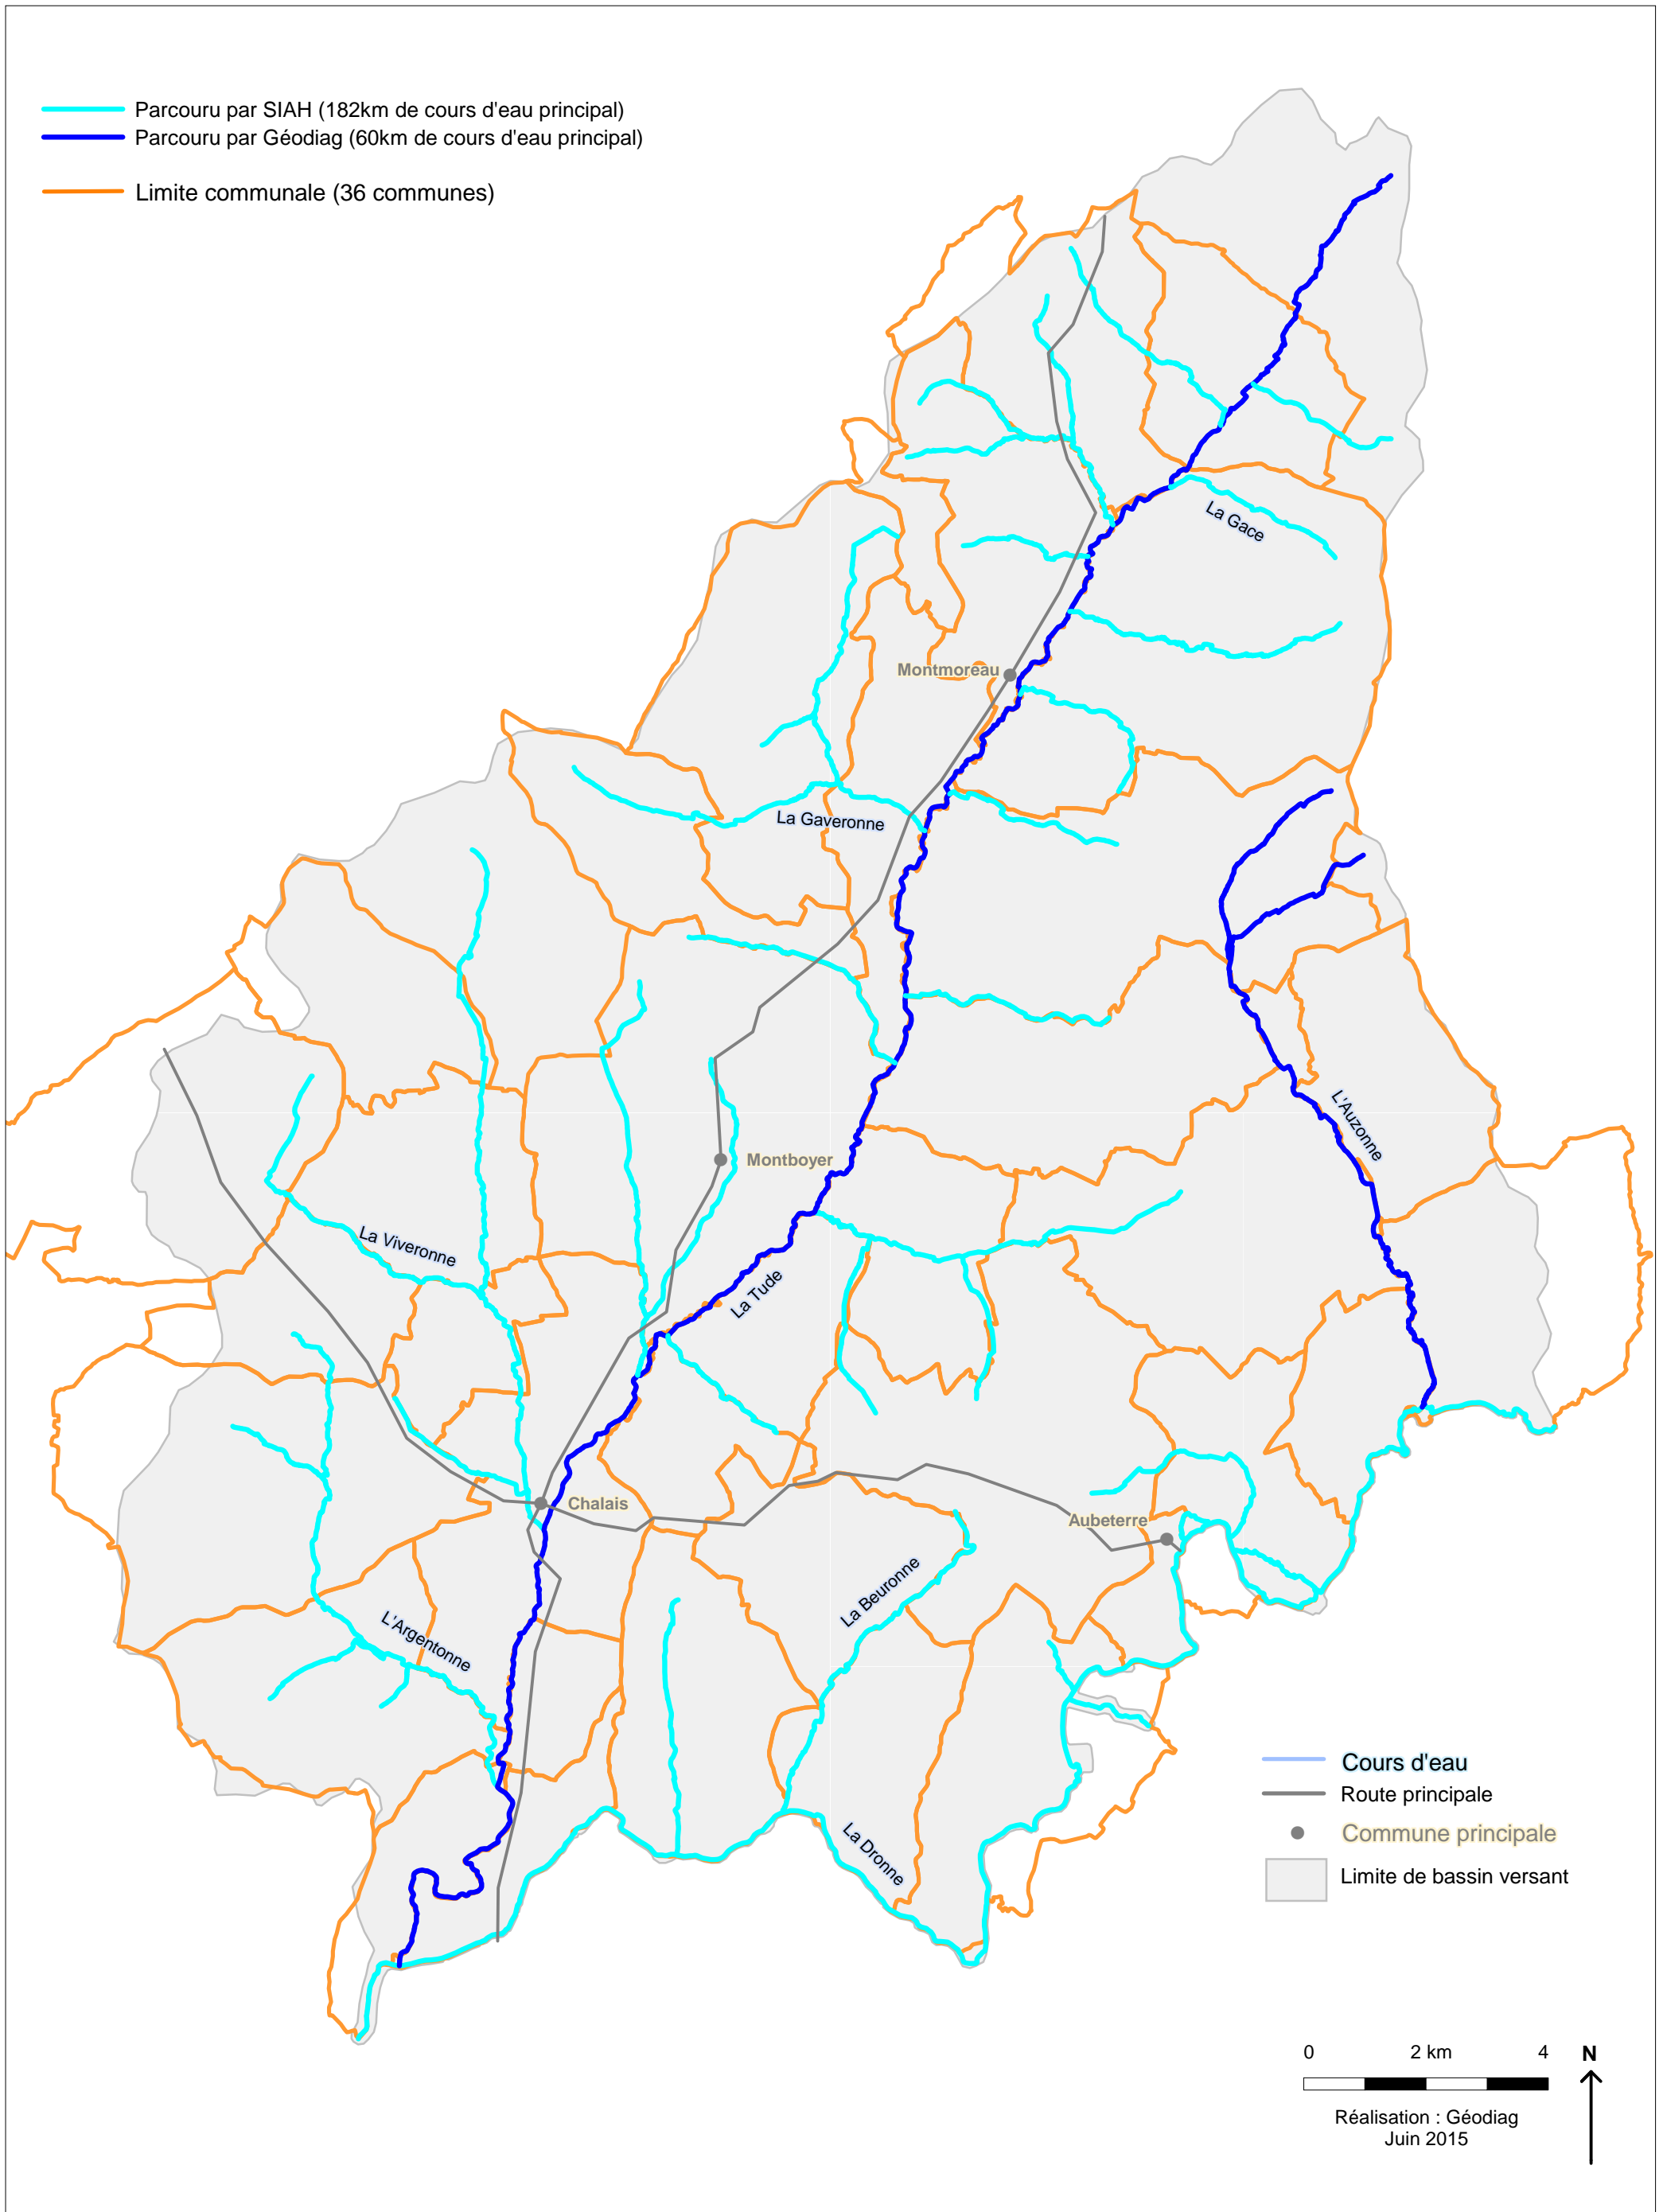 Parcouru par SIAH (182km de cours d'eau principal)
Parcouru par Géodiag (60km de cours d'eau principal)
Limite communale (36 communes)
La Gace
Montmoreau
La Gaveronne
L'Auzonne
Montboyer
La Viveronne
La Tude
Chalais
Aubeterre
La Beuronne
L'Argentonne
La Dronne
Cours d'eau
Route principale
Commune principale
Limite de bassin versant
0 2 km 4
N
Réalisation : Géodiag
Juin 2015